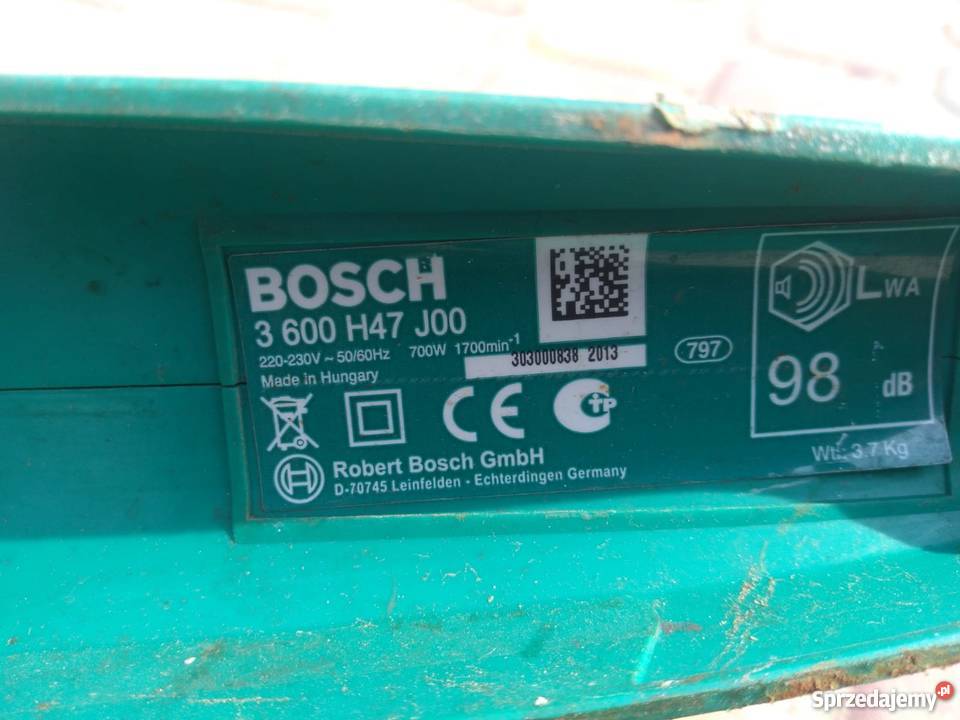 BOSCH
3 600 H47 J00
220-230V ~ 50/60Hz 700W 1700min-1
303000838 2013
Made in Hungary
797
LWA
98 dB
CE
Wt.: 3.7 Kg
Robert Bosch GmbH
D-70745 Leinfelden - Echterdingen Germany
Sprzedajemy.pl